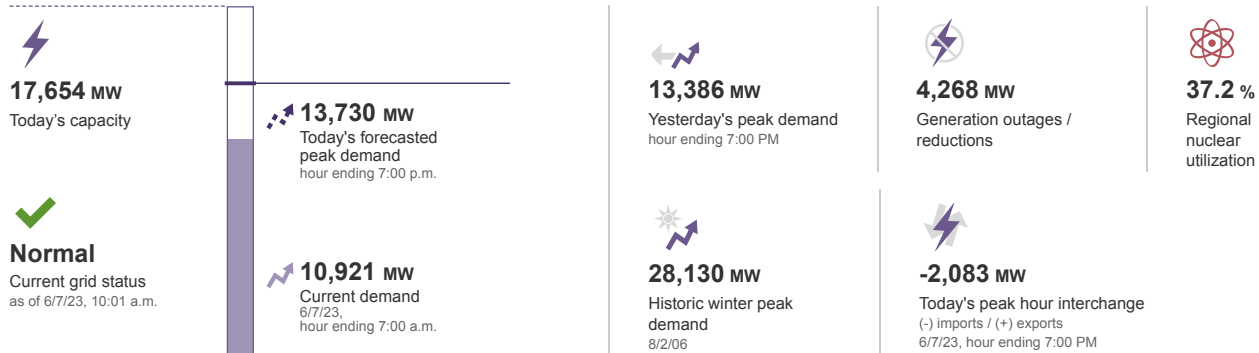 17,654 MW
Today's capacity
Normal
Current grid status
as of 6/7/23, 10:01 a.m.
13,730 MW
Today's forecasted
peak demand
hour ending 7:00 p.m.
10,921 MW
Current demand
6/7/23,
hour ending 7:00 a.m.
13,386 MW
Yesterday's peak demand
hour ending 7:00 PM
4,268 MW
Generation outages /
reductions
37.2 %
Regional
nuclear
utilization
28,130 MW
Historic winter peak
demand
8/2/06
-2,083 MW
Today's peak hour interchange
(-) imports / (+) exports
6/7/23, hour ending 7:00 PM